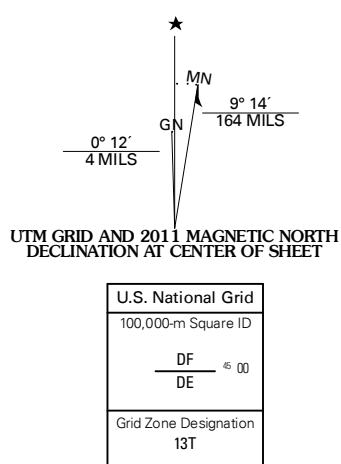 ★
MN
GN
9° 14´
164 MILS
0° 12´
4 MILS
UTM GRID AND 2011 MAGNETIC NORTH
DECLINATION AT CENTER OF SHEET
U.S. National Grid
100,000-m Square ID
DF
45 00
DE
Grid Zone Designation
13T